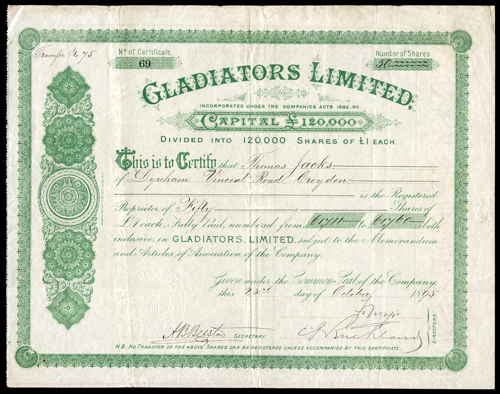 Transfer No 75
No of Certificate
69
Number of Shares
50
GLADIATORS LIMITED.
INCORPORATED UNDER THE COMPANIES ACTS 1862-90.
CAPITAL £120,000
DIVIDED INTO 120,000 SHARES OF £1 EACH.
This is to Certify that Thomas Jacks
of Dyrcham Vincent Road Croydon
is the Registered
Proprietor of Fifty Shares of
£1 each, Fully Paid, numbered from 61711 to 61760 both
inclusive, in GLADIATORS, LIMITED, subject to the Memorandum
and Articles of Association of the Company.
Given under the Common Seal of the Company,
this 23rd day of October 1895
SECRETARY
DIRECTORS
N.B. NO TRANSFER OF THE ABOVE SHARES CAN BE REGISTERED UNLESS ACCOMPANIED BY THIS CERTIFICATE.